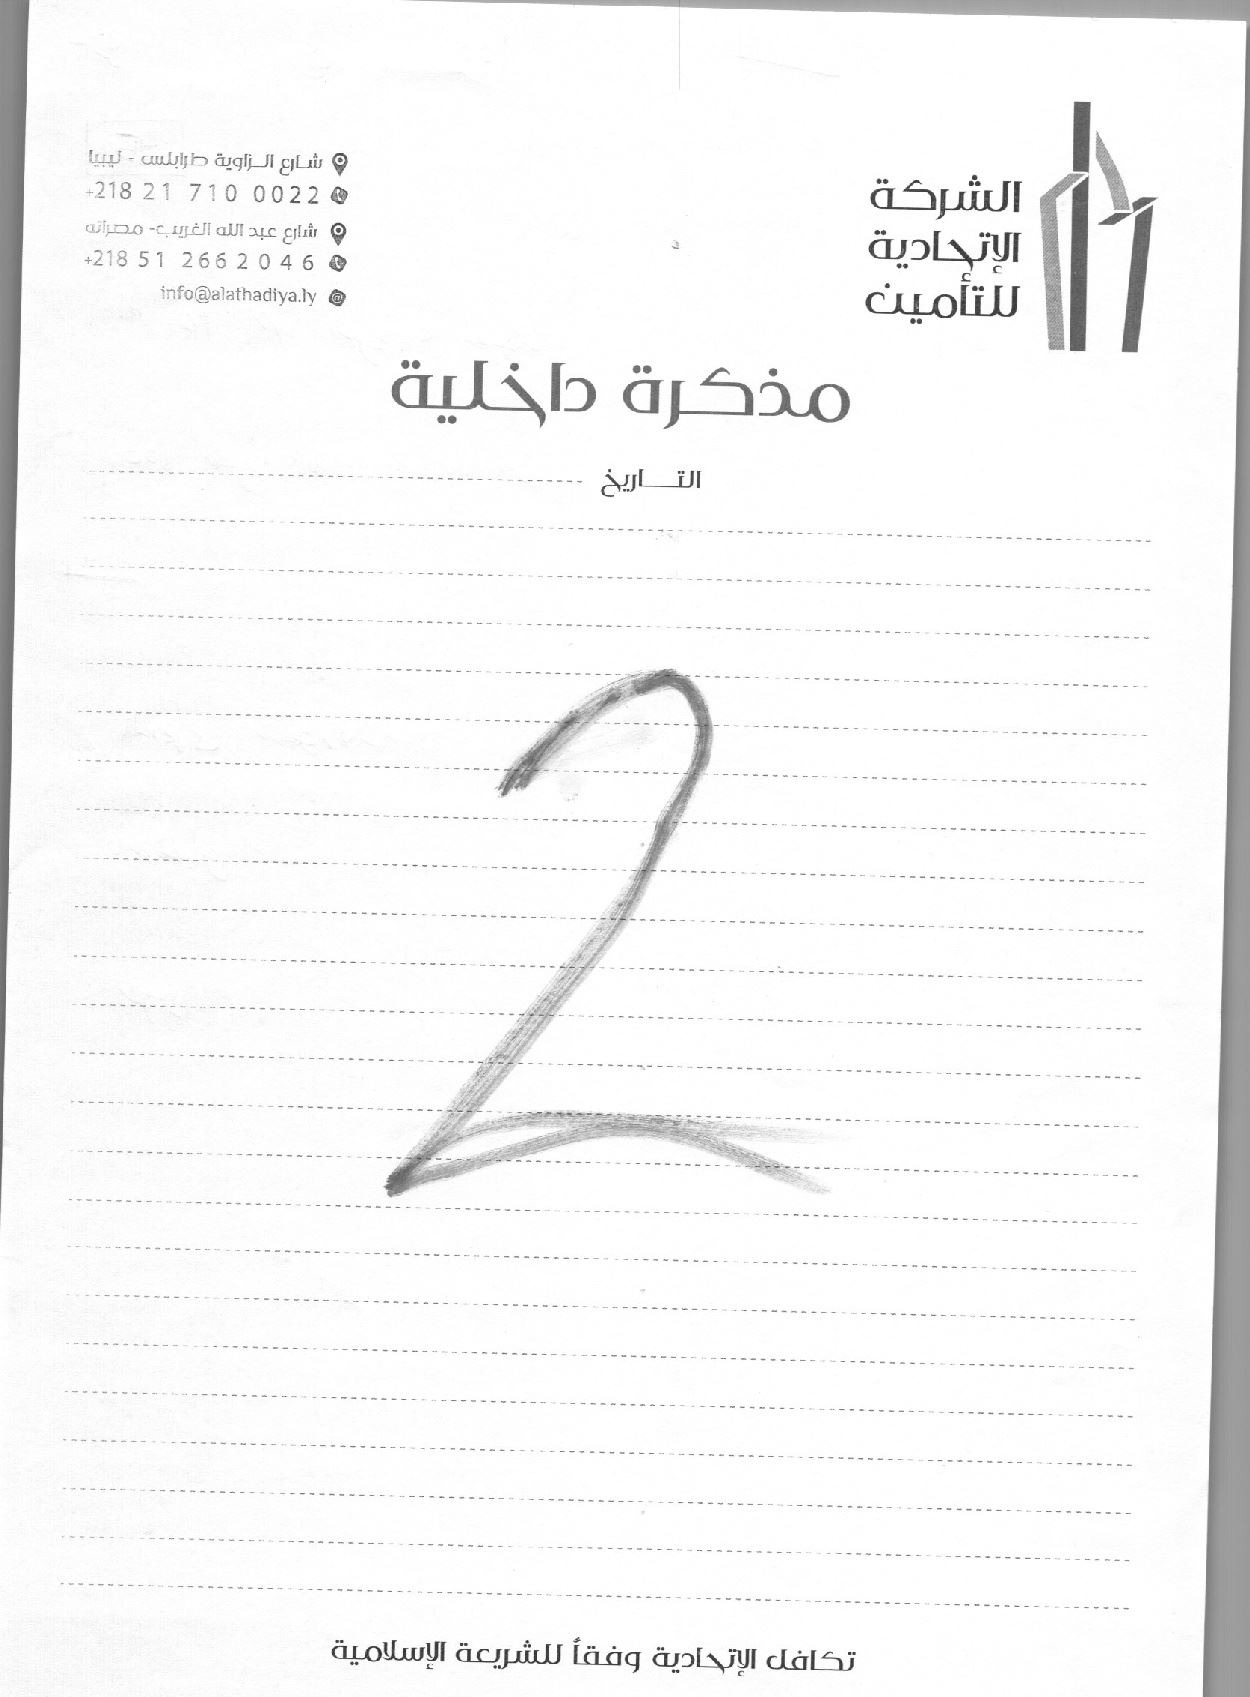 الشركة
الإتحادية
للتأمين
شارع الزاوية طرابلس - ليبيا
+218 21 710 0022
شارع عبد الله الغريب - مصراته
+218 51 2662046
info@alathadiya.ly
مذكرة داخلية
التـــاريخ
2
تكافل الإتحادية وفقاً للشريعة الإسلامية